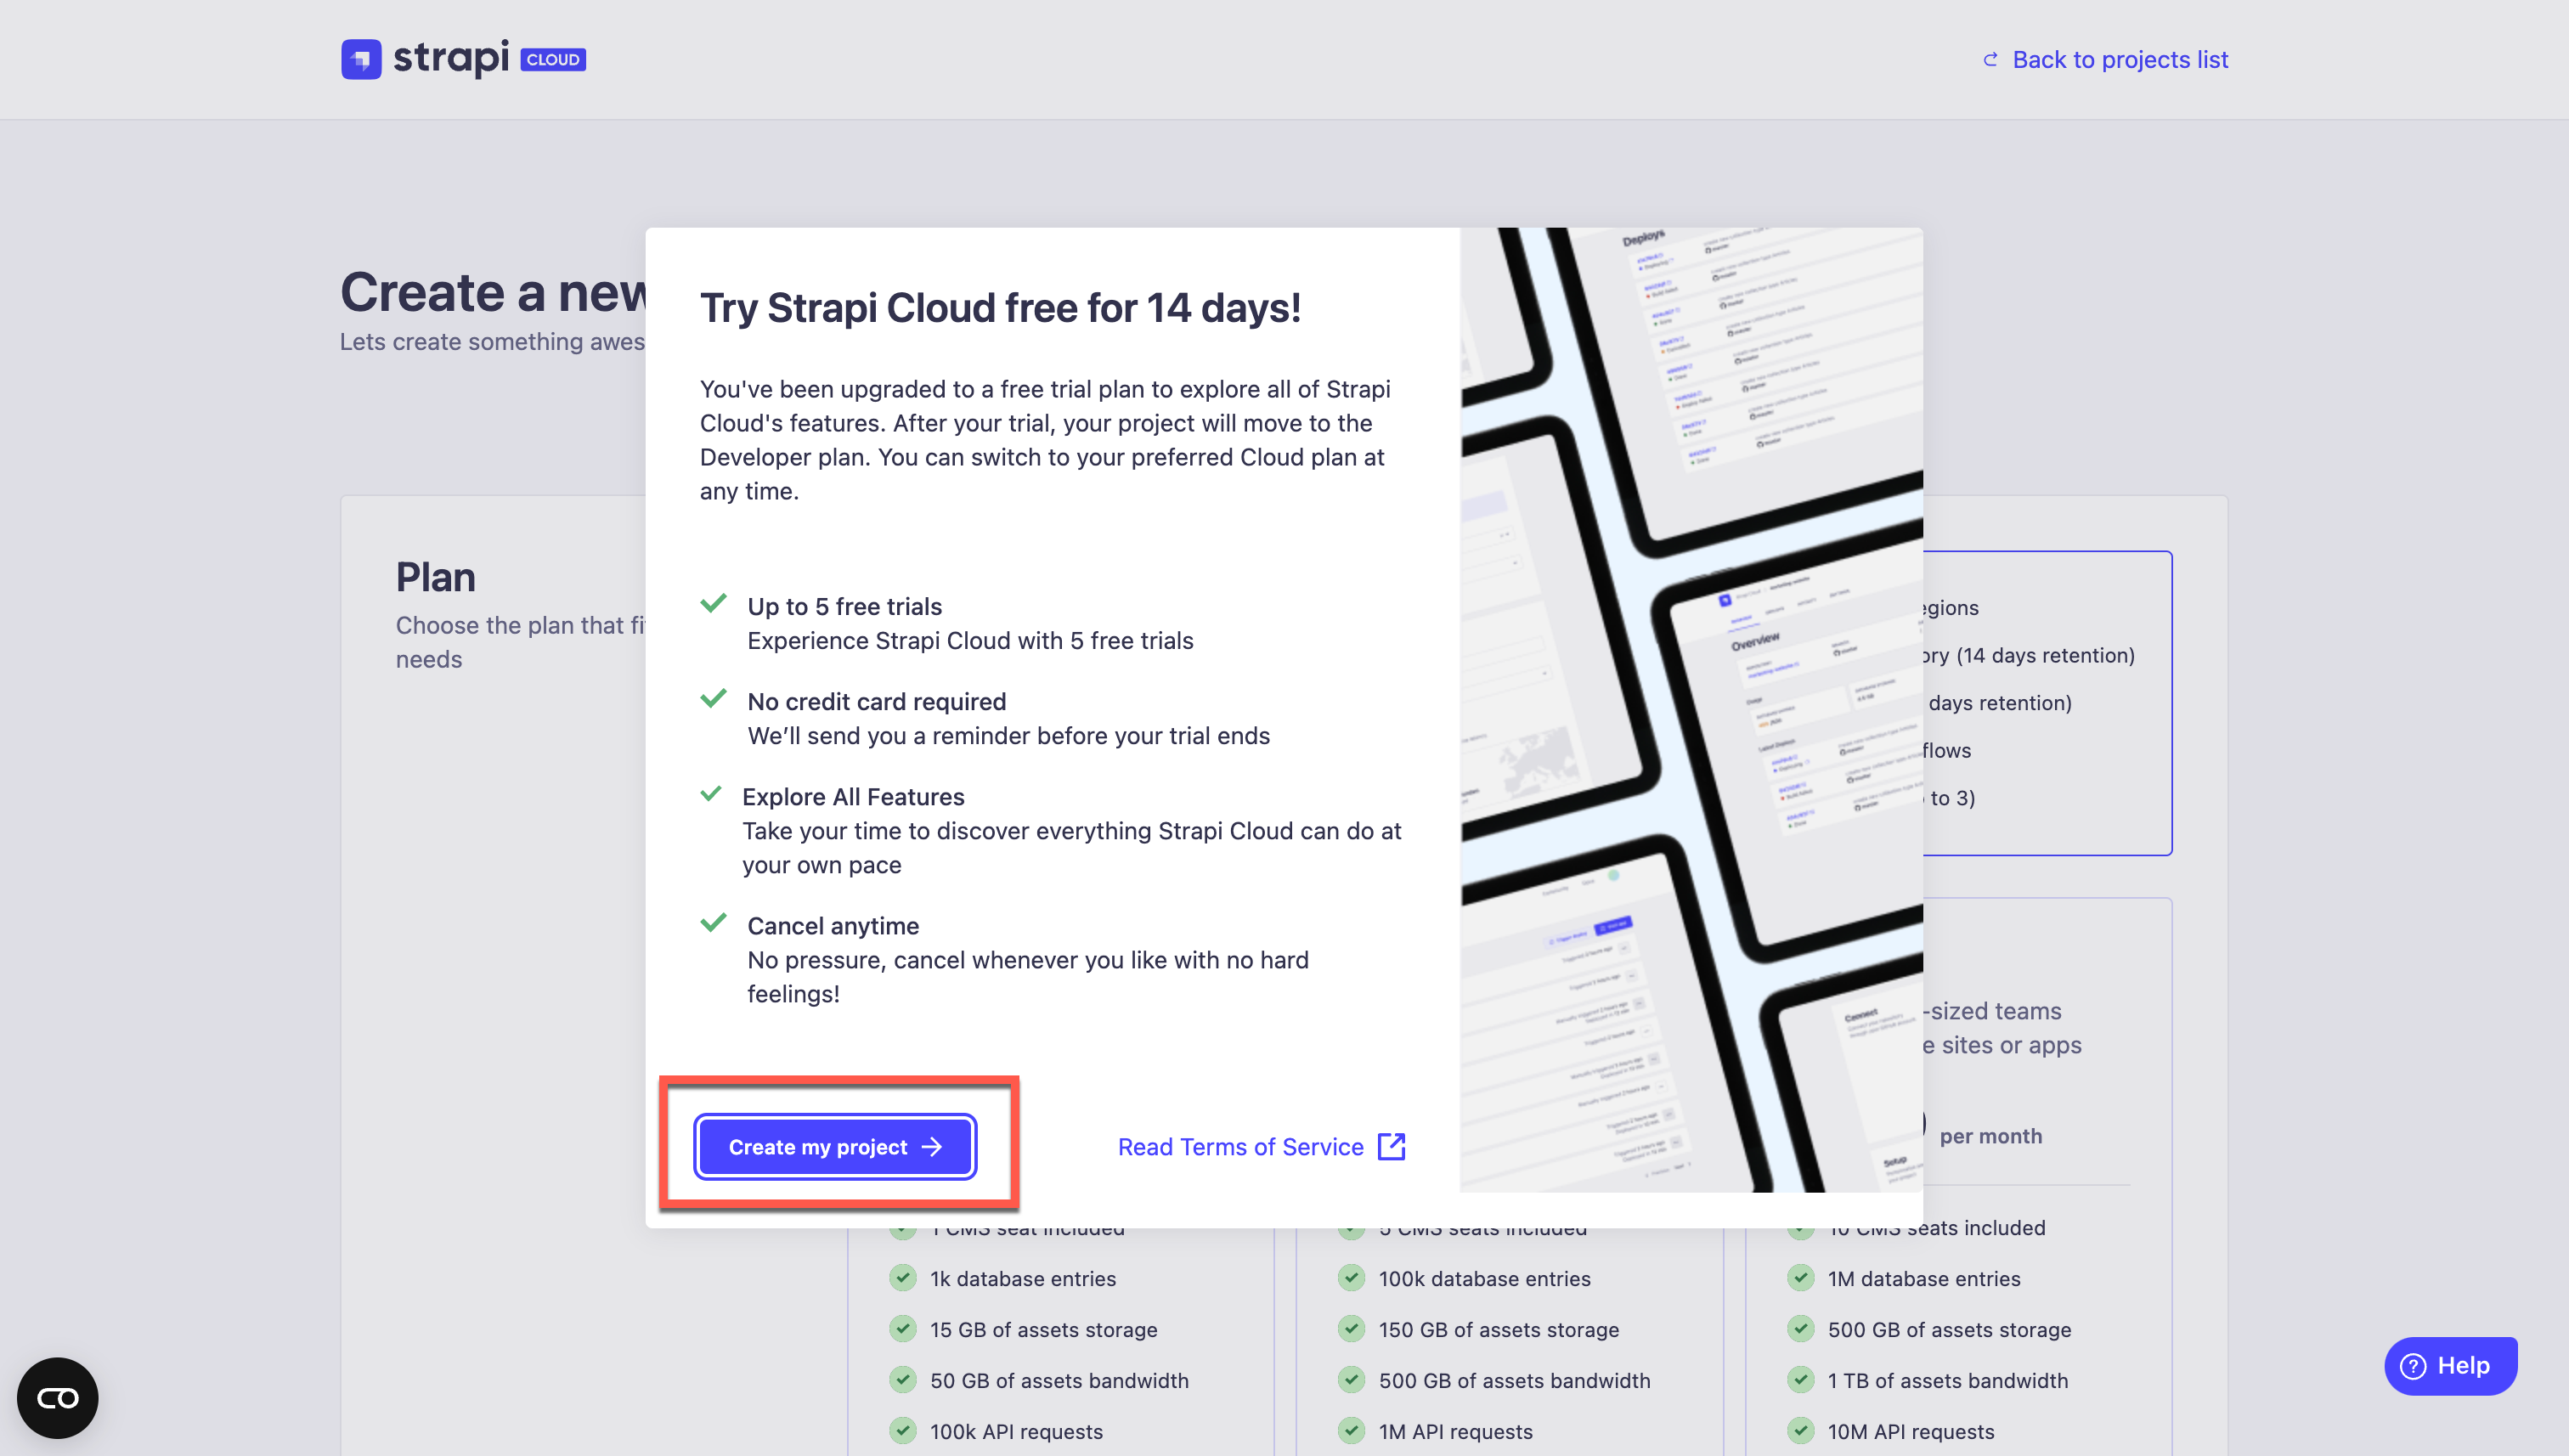 strapi CLOUD
Back to projects list
Create a new
Lets create something awes
Plan
Choose the plan that fi
needs
Try Strapi Cloud free for 14 days!
You've been upgraded to a free trial plan to explore all of Strapi
Cloud's features. After your trial, your project will move to the
Developer plan. You can switch to your preferred Cloud plan at
any time.
Up to 5 free trials
Experience Strapi Cloud with 5 free trials
No credit card required
We’ll send you a reminder before your trial ends
Explore All Features
Take your time to discover everything Strapi Cloud can do at
your own pace
Cancel anytime
No pressure, cancel whenever you like with no hard
feelings!
Create my project
Read Terms of Service
Deploys
Overview
Connect
Setup
egions
ory (14 days retention)
days retention)
flows
to 3)
-sized teams
e sites or apps
per month
1 CMS seat included
1k database entries
15 GB of assets storage
50 GB of assets bandwidth
100k API requests
5 CMS seats included
100k database entries
150 GB of assets storage
500 GB of assets bandwidth
1M API requests
10 CMS seats included
1M database entries
500 GB of assets storage
1 TB of assets bandwidth
10M API requests
Help